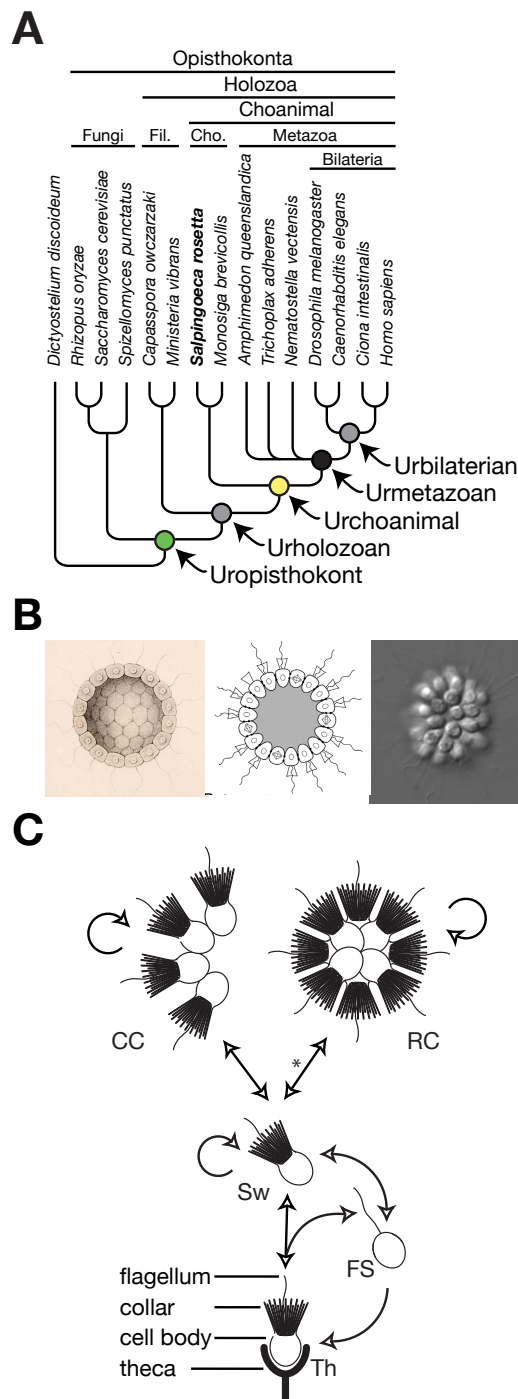 A
Opisthokonta
Holozoa
Choanimal
Fungi Fil. Cho. Metazoa
Bilateria
Dictyostelium discoideum
Rhizopus oryzae
Saccharomyces cerevisiae
Spizellomyces punctatus
Capasspora owczarzaki
Ministeria vibrans
Salpingoeca rosetta
Monosiga brevicollis
Amphimedon queenslandica
Trichoplax adherens
Nematostella vectensis
Drosophila melanogaster
Caenorhabditis elegans
Ciona intestinalis
Homo sapiens
Urbilaterian
Urmetazoan
Urchoanimal
Urholozoan
Uropisthokont
B
C
CC
RC
*
Sw
FS
flagellum
collar
cell body
theca
Th